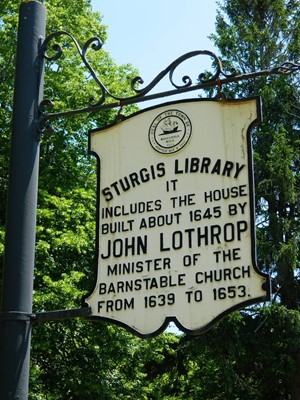 STURGIS LIBRARY
IT
INCLUDES THE HOUSE
BUILT ABOUT 1645 BY
JOHN LOTHROP
MINISTER OF THE
BARNSTABLE CHURCH
FROM 1639 TO 1653.